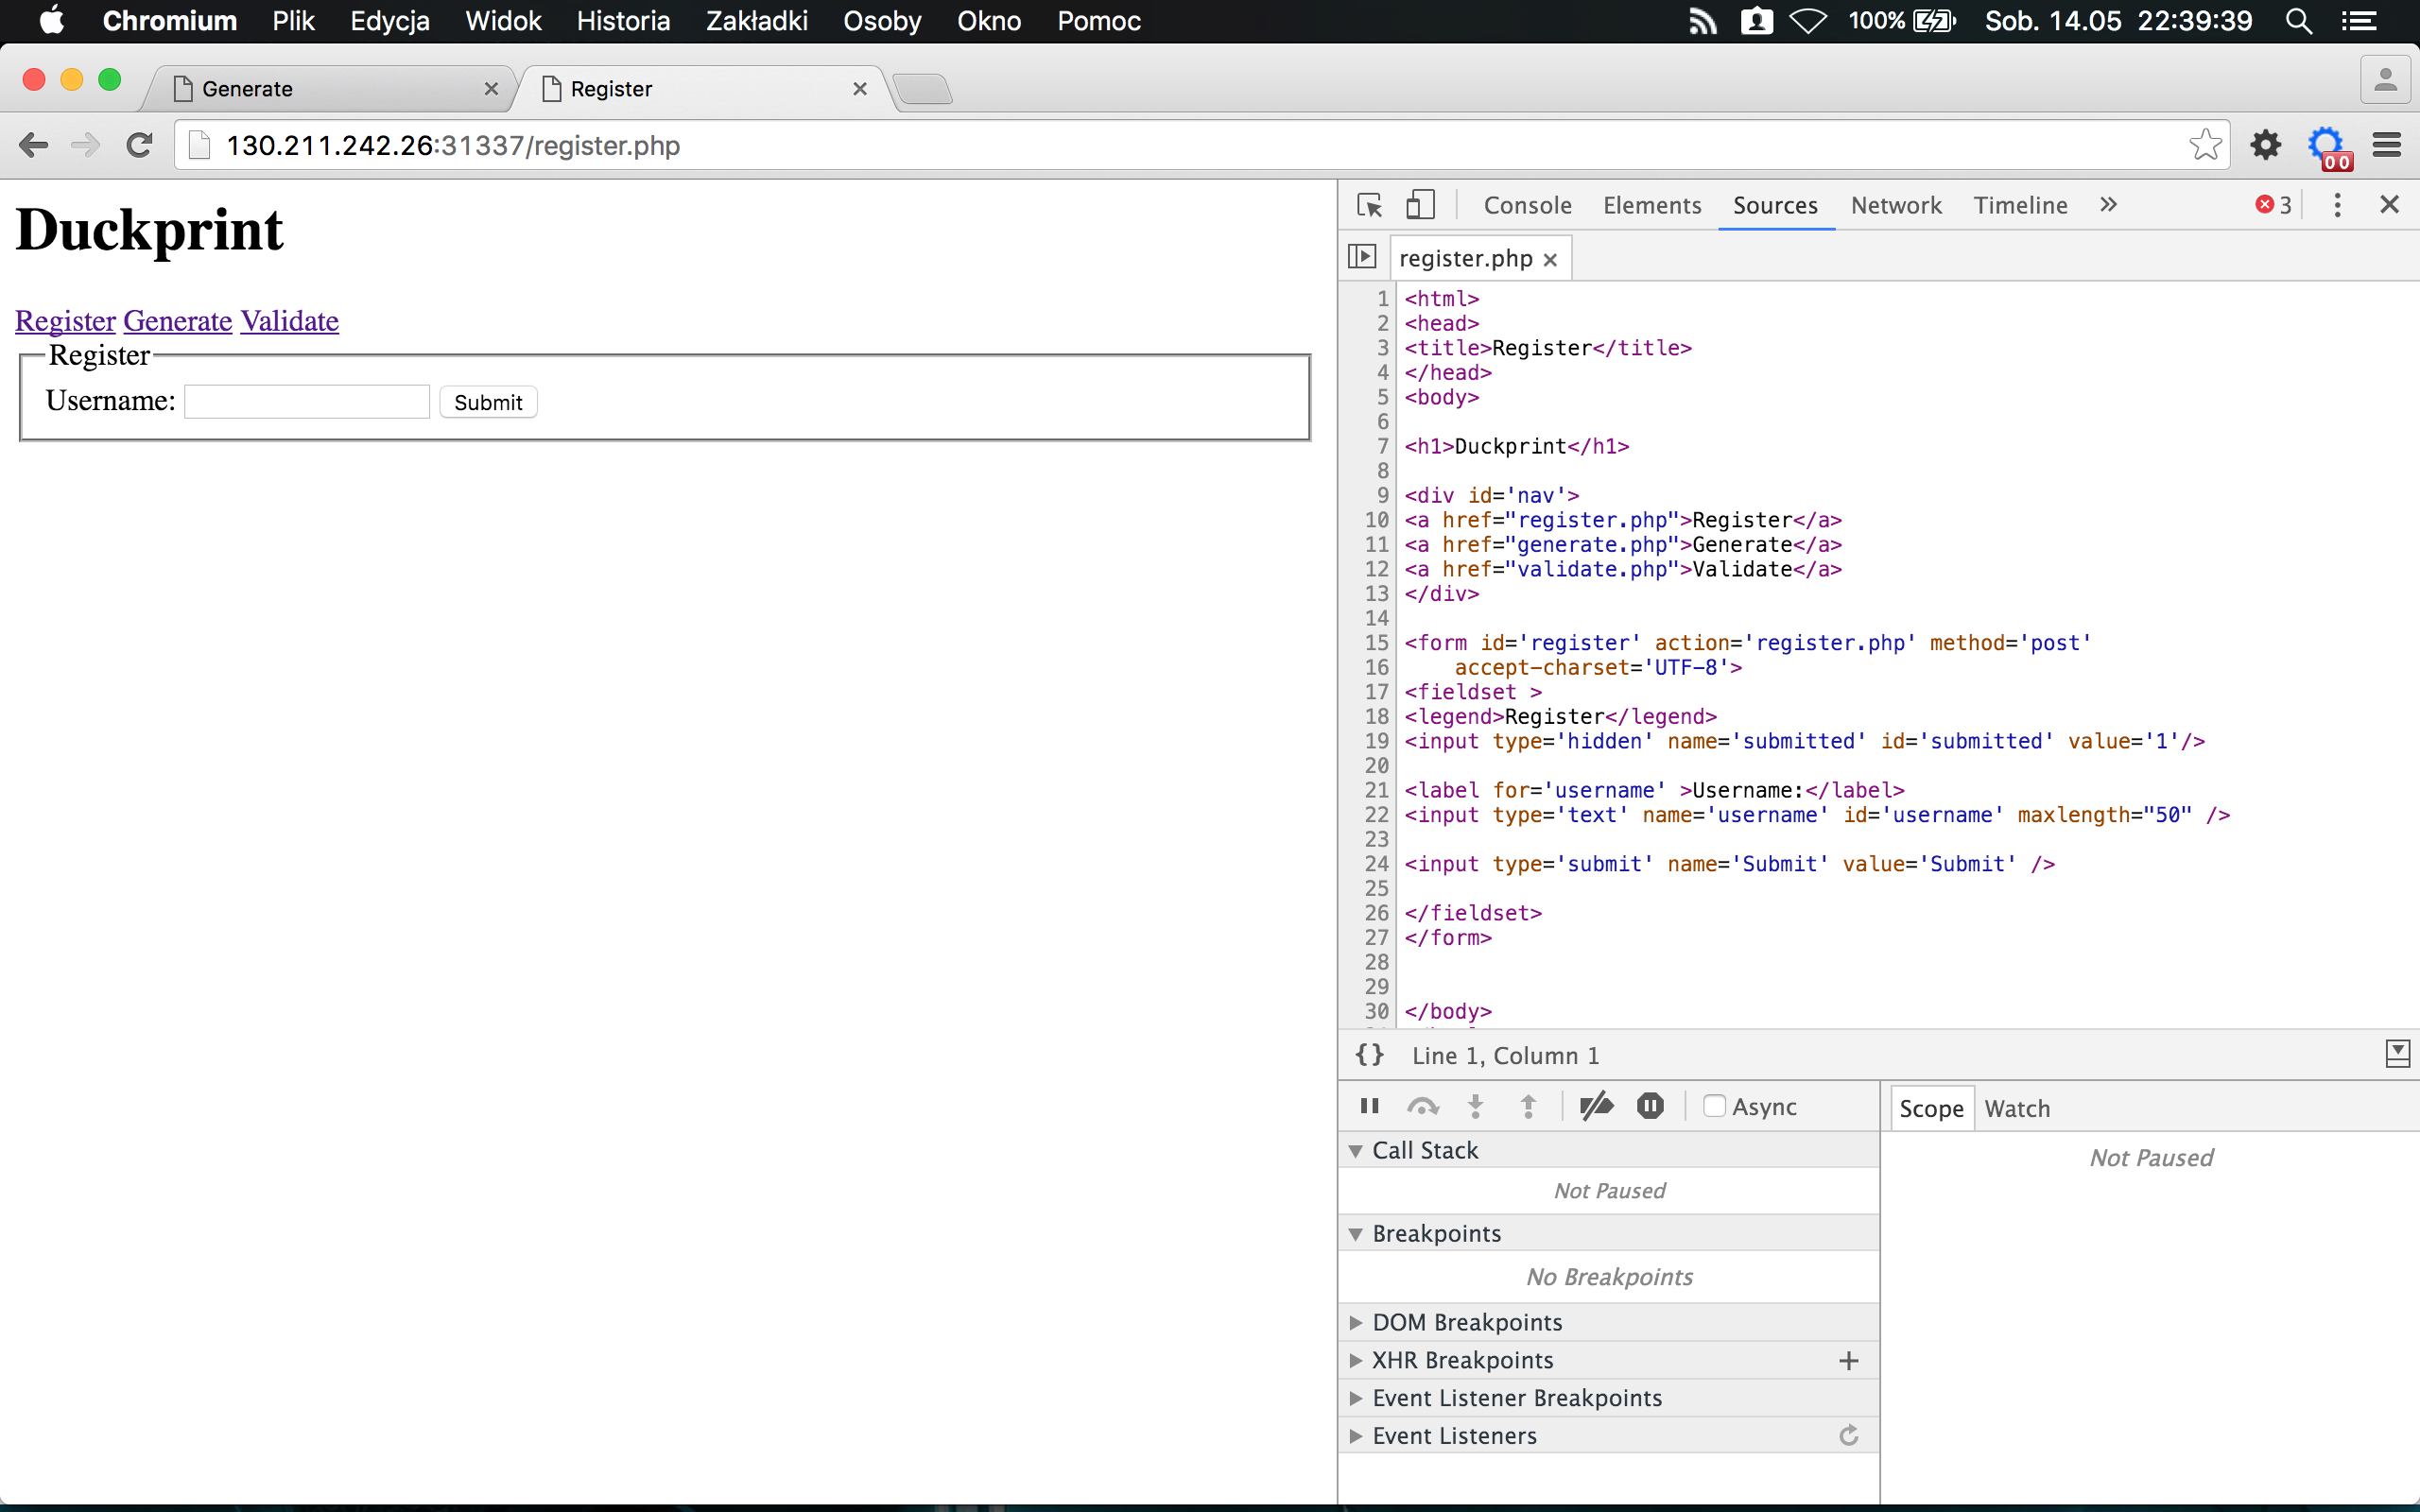 Chromium Plik Edycja Widok Historia Zakładki Osoby Okno Pomoc 100% Sob. 14.05 22:39:39
Generate Register
130.211.242.26:31337/register.php
00
Duckprint
Register Generate Validate
Register
Username: Submit
Console Elements Sources Network Timeline » 3
register.php
1 <html>
2 <head>
3 <title>Register</title>
4 </head>
5 <body>
6
7 <h1>Duckprint</h1>
8
9 <div id='nav'>
10 <a href="register.php">Register</a>
11 <a href="generate.php">Generate</a>
12 <a href="validate.php">Validate</a>
13 </div>
14
15 <form id='register' action='register.php' method='post'
16 accept-charset='UTF-8'>
17 <fieldset >
18 <legend>Register</legend>
19 <input type='hidden' name='submitted' id='submitted' value='1'/>
20
21 <label for='username' >Username:</label>
22 <input type='text' name='username' id='username' maxlength="50" />
23
24 <input type='submit' name='Submit' value='Submit' />
25
26 </fieldset>
27 </form>
28
29
30 </body>
{} Line 1, Column 1
Async
Scope Watch
Call Stack
Not Paused
Not Paused
Breakpoints
No Breakpoints
DOM Breakpoints
XHR Breakpoints
Event Listener Breakpoints
Event Listeners